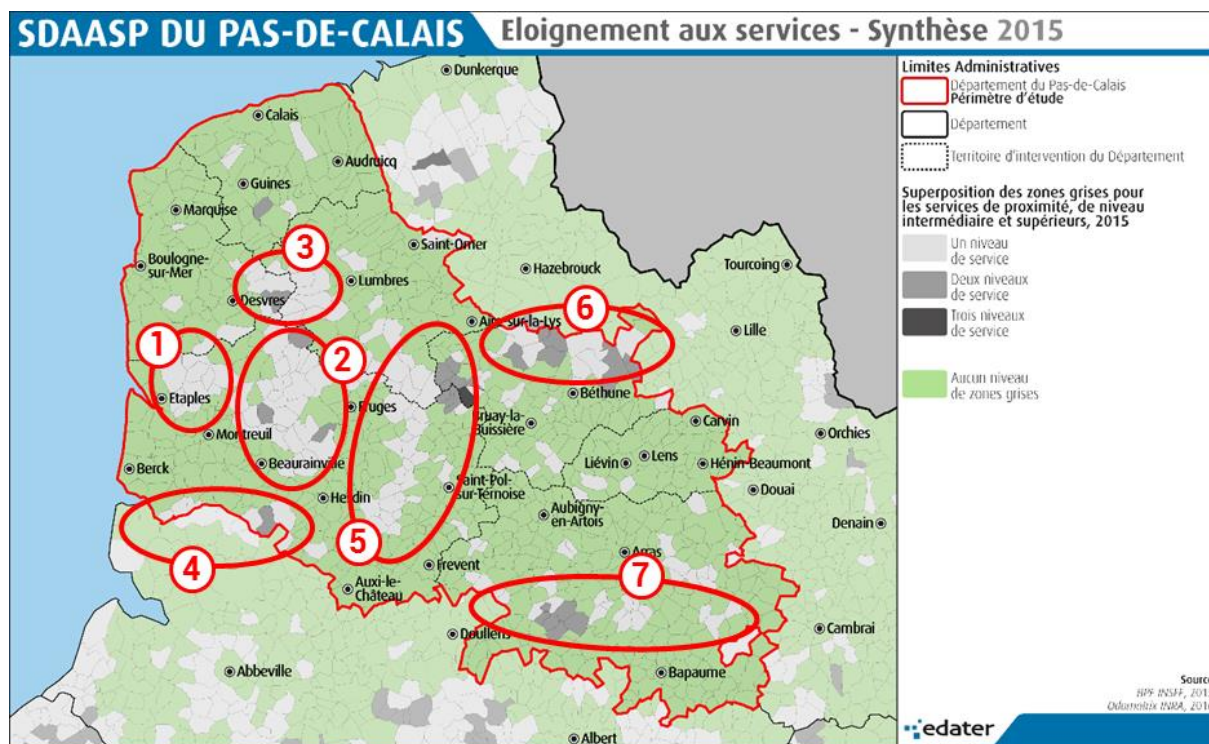 SDAASP DU PAS-DE-CALAIS
Eloignement aux services - Synthèse 2015
Limites Administratives
Département du Pas-de-Calais
Périmètre d'étude
Département
Territoire d'intervention du Département
Superposition des zones grises pour
les services de proximité, de niveau
intermédiaire et supérieurs, 2015
Un niveau
de service
Deux niveaux
de service
Trois niveaux
de service
Aucun niveau
de zones grises
Dunkerque
Calais
Audruicq
Guines
Marquise
Saint-Omer
Boulogne-
sur-Mer
Hazebrouck
Tourcoing
3
Lumbres
Desvres
6
Lille
Aire-sur-la-Lys
1
2
Béthune
Etaples
Fruges
Bruay-la-
Buissière
Carvin
Orchies
Montreuil
Beaurainville
Liévin
Lens
Hénin-Beaumont
Berck
Saint-Pol-
sur-Ternoise
Douai
Hesdin
Aubigny-
en-Artois
Denain
5
4
Arras
Frevent
7
Auxi-le-
Château
Doullens
Cambrai
Abbeville
Bapaume
Albert
Source
edater